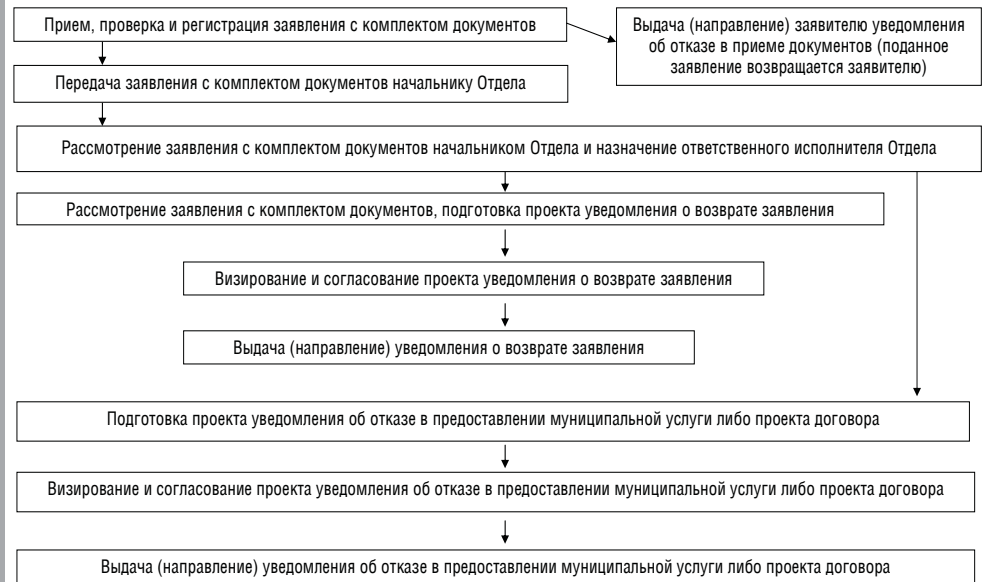 Прием, проверка и регистрация заявления с комплектом документов
Выдача (направление) заявителю уведомления
об отказе в приеме документов (поданное
заявление возвращается заявителю)
Передача заявления с комплектом документов начальнику Отдела
Рассмотрение заявления с комплектом документов начальником Отдела и назначение ответственного исполнителя Отдела
Рассмотрение заявления с комплектом документов, подготовка проекта уведомления о возврате заявления
Визирование и согласование проекта уведомления о возврате заявления
Выдача (направление) уведомления о возврате заявления
Подготовка проекта уведомления об отказе в предоставлении муниципальной услуги либо проекта договора
Визирование и согласование проекта уведомления об отказе в предоставлении муниципальной услуги либо проекта договора
Выдача (направление) уведомления об отказе в предоставлении муниципальной услуги либо проекта договора